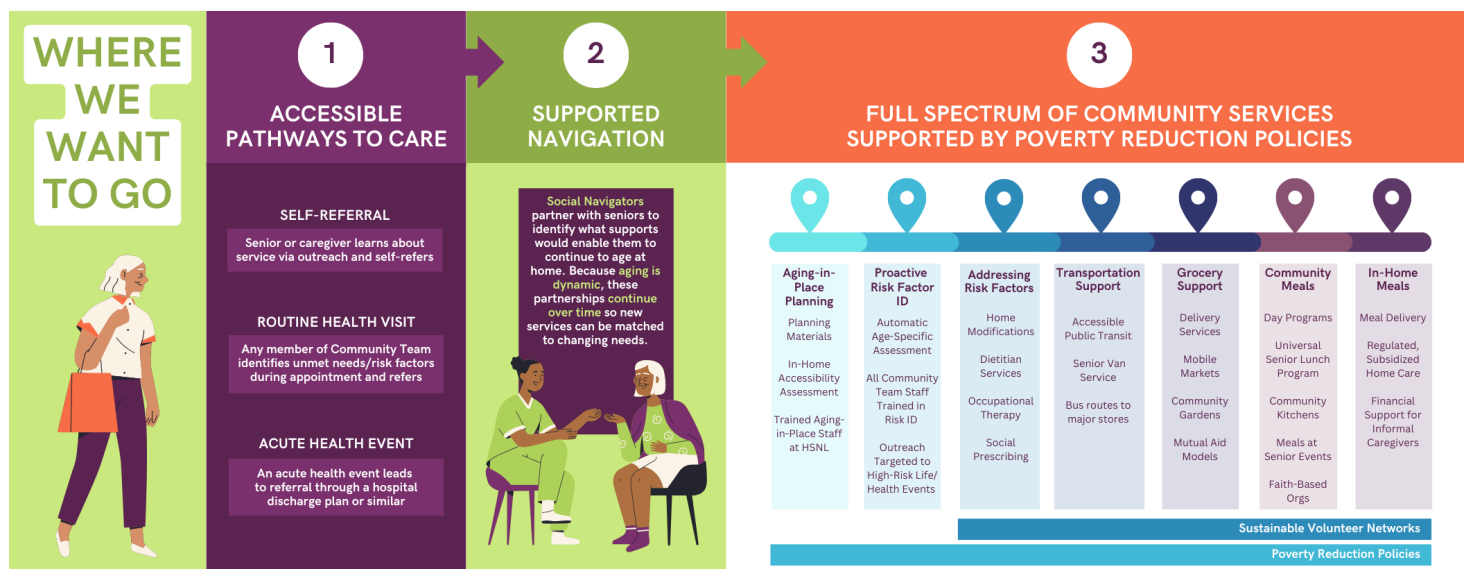 WHERE
WE
WANT
TO GO
1
ACCESSIBLE
PATHWAYS TO CARE
SELF-REFERRAL
Senior or caregiver learns about
service via outreach and self-refers
ROUTINE HEALTH VISIT
Any member of Community Team
identifies unmet needs/risk factors
during appointment and refers
ACUTE HEALTH EVENT
An acute health event leads
to referral through a hospital
discharge plan or similar
2
SUPPORTED
NAVIGATION
Social Navigators
partner with seniors to
identify what supports
would enable them to
continue to age at
home. Because aging is
dynamic, these
partnerships continue
over time so new
services can be matched
to changing needs.
3
FULL SPECTRUM OF COMMUNITY SERVICES
SUPPORTED BY POVERTY REDUCTION POLICIES
Aging-in-
Place
Planning
Planning
Materials
In-Home
Accessibility
Assessment
Trained Aging-
in-Place Staff
at HSNL
Proactive
Risk Factor
ID
Automatic
Age-Specific
Assessment
All Community
Team Staff
Trained in
Risk ID
Outreach
Targeted to
High-Risk Life/
Health Events
Addressing
Risk Factors
Home
Modifications
Dietitian
Services
Occupational
Therapy
Social
Prescribing
Transportation
Support
Accessible
Public Transit
Senior Van
Service
Bus routes to
major stores
Grocery
Support
Delivery
Services
Mobile
Markets
Community
Gardens
Mutual Aid
Models
Community
Meals
Day Programs
Universal
Senior Lunch
Program
Community
Kitchens
Meals at
Senior Events
Faith-Based
Orgs
In-Home
Meals
Meal Delivery
Regulated,
Subsidized
Home Care
Financial
Support for
Informal
Caregivers
Sustainable Volunteer Networks
Poverty Reduction Policies